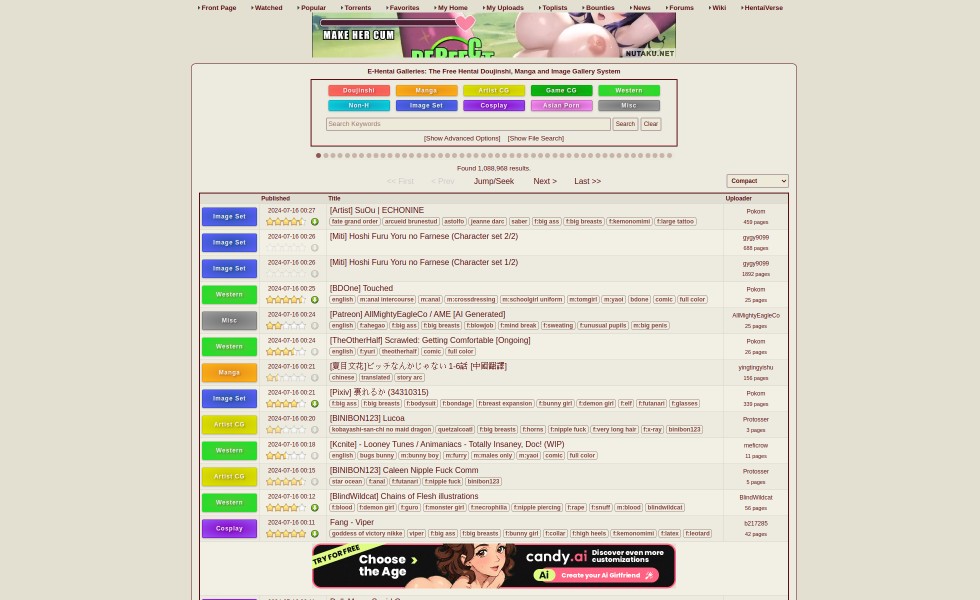 Front Page Watched Popular Torrents Favorites My Home My Uploads Toplists Bounties News Forums Wiki HentaiVerse
MAKE HER CUM
PERFECT
NUTAKU.NET
E-Hentai Galleries: The Free Hentai Doujinshi, Manga and Image Gallery System
Doujinshi Manga Artist CG Game CG Western
Non-H Image Set Cosplay Asian Porn Misc
Search Keywords Search Clear
[Show Advanced Options] [Show File Search]
Found 1,088,968 results.
<< First < Prev Jump/Seek Next > Last >> Compact
Published Title Uploader
Image Set 2024-07-16 00:27 [Artist] SuOu | ECHONINE Pokom
fate grand order arcueid brunestud astolfo jeanne darc saber f:big ass f:big breasts f:kemonomimi f:large tattoo 459 pages
Image Set 2024-07-16 00:26 [Miti] Hoshi Furu Yoru no Farnese (Character set 2/2) gygy9099
688 pages
Image Set 2024-07-16 00:26 [Miti] Hoshi Furu Yoru no Farnese (Character set 1/2) gygy9099
1892 pages
Western 2024-07-16 00:25 [BDOne] Touched Pokom
english m:anal intercourse m:anal m:crossdressing m:schoolgirl uniform m:tomgirl m:yaoi bdone comic full color 25 pages
Misc 2024-07-16 00:24 [Patreon] AllMightyEagleCo / AME [AI Generated] AllMightyEagleCo
english f:ahegao f:big ass f:big breasts f:blowjob f:mind break f:sweating f:unusual pupils m:big penis 25 pages
Western 2024-07-16 00:24 [TheOtherHalf] Scrawled: Getting Comfortable [Ongoing] Pokom
english f:yuri theotherhalf comic full color 26 pages
Manga 2024-07-16 00:21 [夏目文花]ビッチなんかじゃない 1-6話 [中國翻譯] yingtingyishu
chinese translated story arc 156 pages
Image Set 2024-07-16 00:21 [Pixiv] 裏れるか (34310315) Pokom
f:big ass f:big breasts f:bodysuit f:bondage f:breast expansion f:bunny girl f:demon girl f:elf f:futanari f:glasses 339 pages
Artist CG 2024-07-16 00:20 [BINIBON123] Lucoa Protosser
kobayashi-san-chi no maid dragon quetzalcoatl f:big breasts f:horns f:nipple fuck f:very long hair f:x-ray binibon123 3 pages
Western 2024-07-16 00:18 [Kcnite] - Looney Tunes / Animaniacs - Totally Insaney, Doc! (WIP) meficrow
english bugs bunny m:bunny boy m:furry m:males only m:yaoi comic full color 11 pages
Artist CG 2024-07-16 00:15 [BINIBON123] Caleen Nipple Fuck Comm Protosser
star ocean f:anal f:futanari f:nipple fuck binibon123 5 pages
Western 2024-07-16 00:12 [BlindWildcat] Chains of Flesh illustrations BlindWildcat
f:blood f:demon girl f:guro f:monster girl f:necrophilia f:nipple piercing f:rape f:snuff m:blood blindwildcat 56 pages
Cosplay 2024-07-16 00:11 Fang - Viper b217285
goddess of victory nikke viper f:big ass f:big breasts f:bunny girl f:collar f:high heels f:kemonomimi f:latex f:leotard 42 pages
TRY FOR FREE
Choose > the Age
candy.ai Discover even more customizations
Ai Create your AI Girlfriend